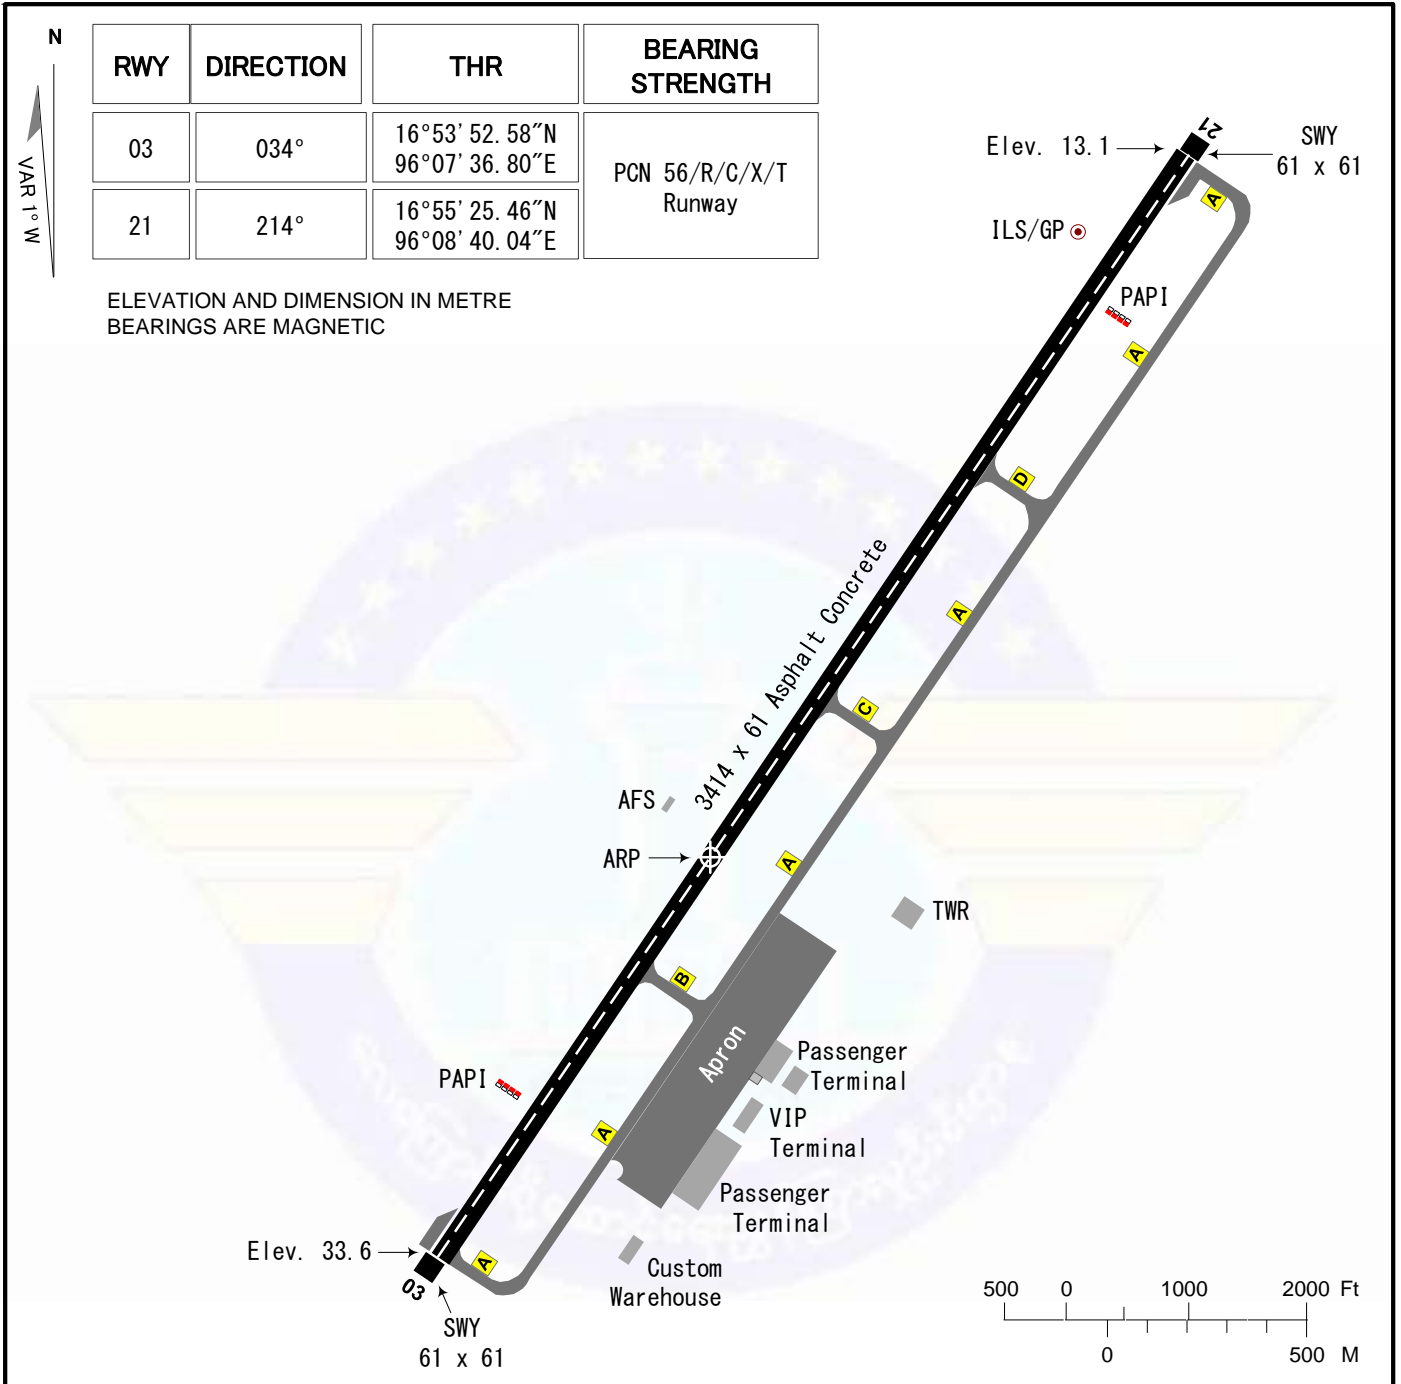 N
VAR 1° W
RWY DIRECTION THR BEARING STRENGTH
03 034° 16°53'52.58"N
96°07'36.80"E
PCN 56/R/C/X/T
Runway
21 214° 16°55'25.46"N
96°08'40.04"E
ELEVATION AND DIMENSION IN METRE
BEARINGS ARE MAGNETIC
21
Elev. 13.1
SWY
61 x 61
A
ILS/GP
PAPI
A
D
3414 x 61 Asphalt Concrete
A
C
AFS
ARP
A
TWR
B
Apron
Passenger
Terminal
PAPI
VIP
Terminal
A
Passenger
Terminal
Elev. 33.6
A
03
Custom
Warehouse
SWY
61 x 61
500 0 1000 2000 Ft
0 500 M